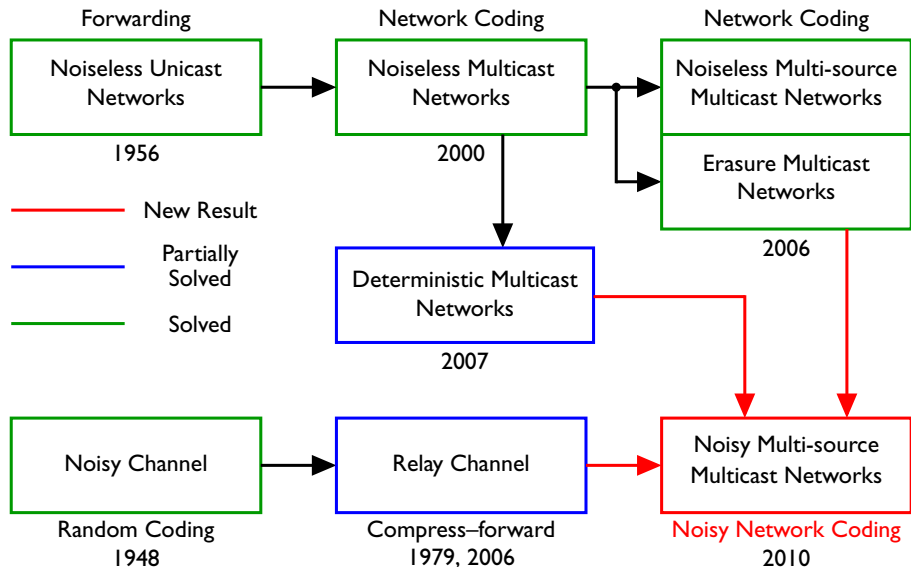 Forwarding
Noiseless Unicast
Networks
1956
Network Coding
Noiseless Multicast
Networks
2000
Network Coding
Noiseless Multi-source
Multicast Networks
Erasure Multicast
Networks
2006
New Result
Partially
Solved
Solved
Deterministic Multicast
Networks
2007
Noisy Channel
Random Coding
1948
Relay Channel
Compress–forward
1979, 2006
Noisy Multi-source
Multicast Networks
Noisy Network Coding
2010